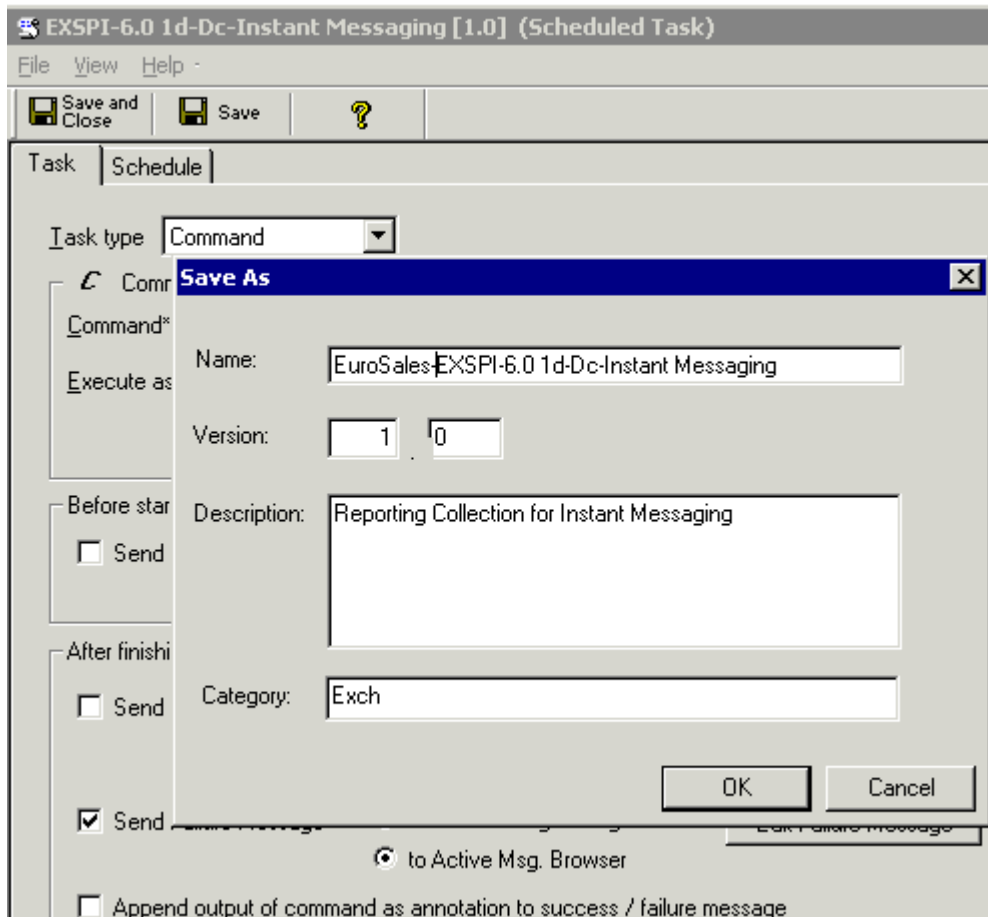 EXSPI-6.0 1d-Dc-Instant Messaging [1.0] (Scheduled Task)
File View Help
Save and Close
Save
Task
Schedule
Task type Command
Save As
Command*
Execute as
Name: EuroSales-EXSPI-6.0 1d-Dc-Instant Messaging
Version: 1 . 0
Before star
Send
Description: Reporting Collection for Instant Messaging
After finishi
Send
Category: Exch
OK
Cancel
Send
to Active Msg. Browser
Append output of command as annotation to success / failure message